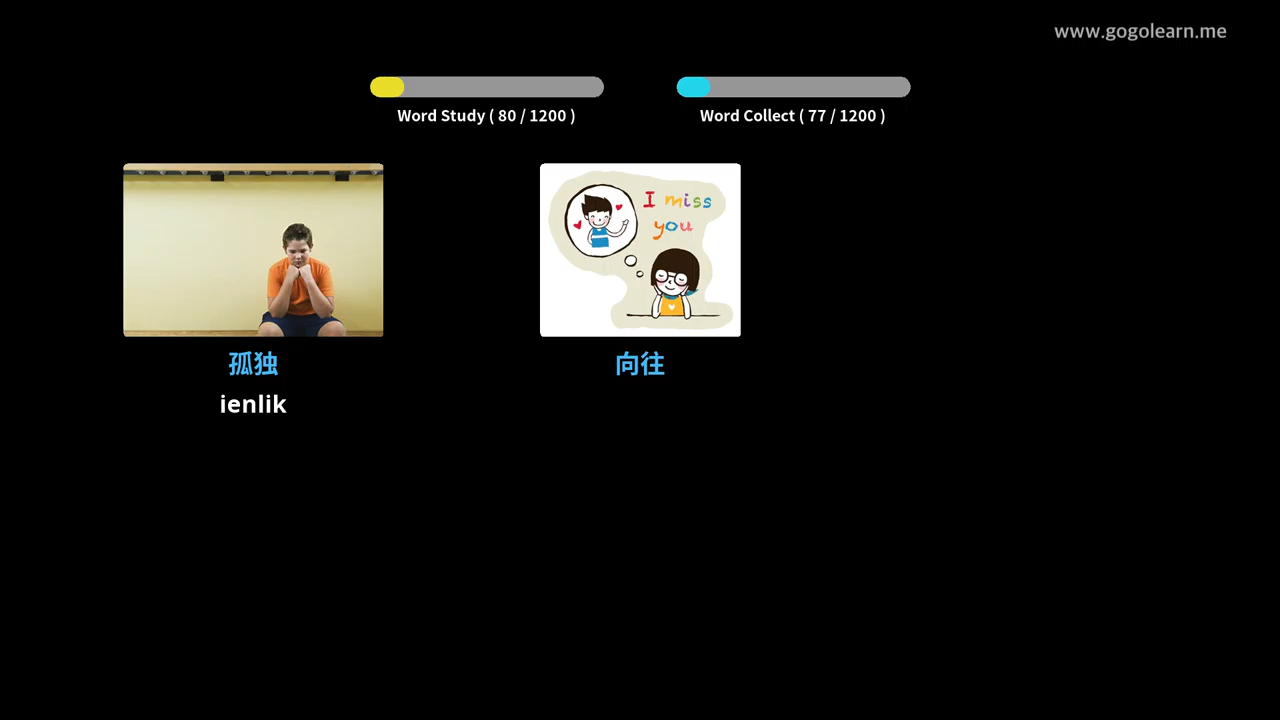 www.gogolearn.me
Word Study ( 80 / 1200 )
Word Collect ( 77 / 1200 )
I miss
you
孤独
向往
ienlik